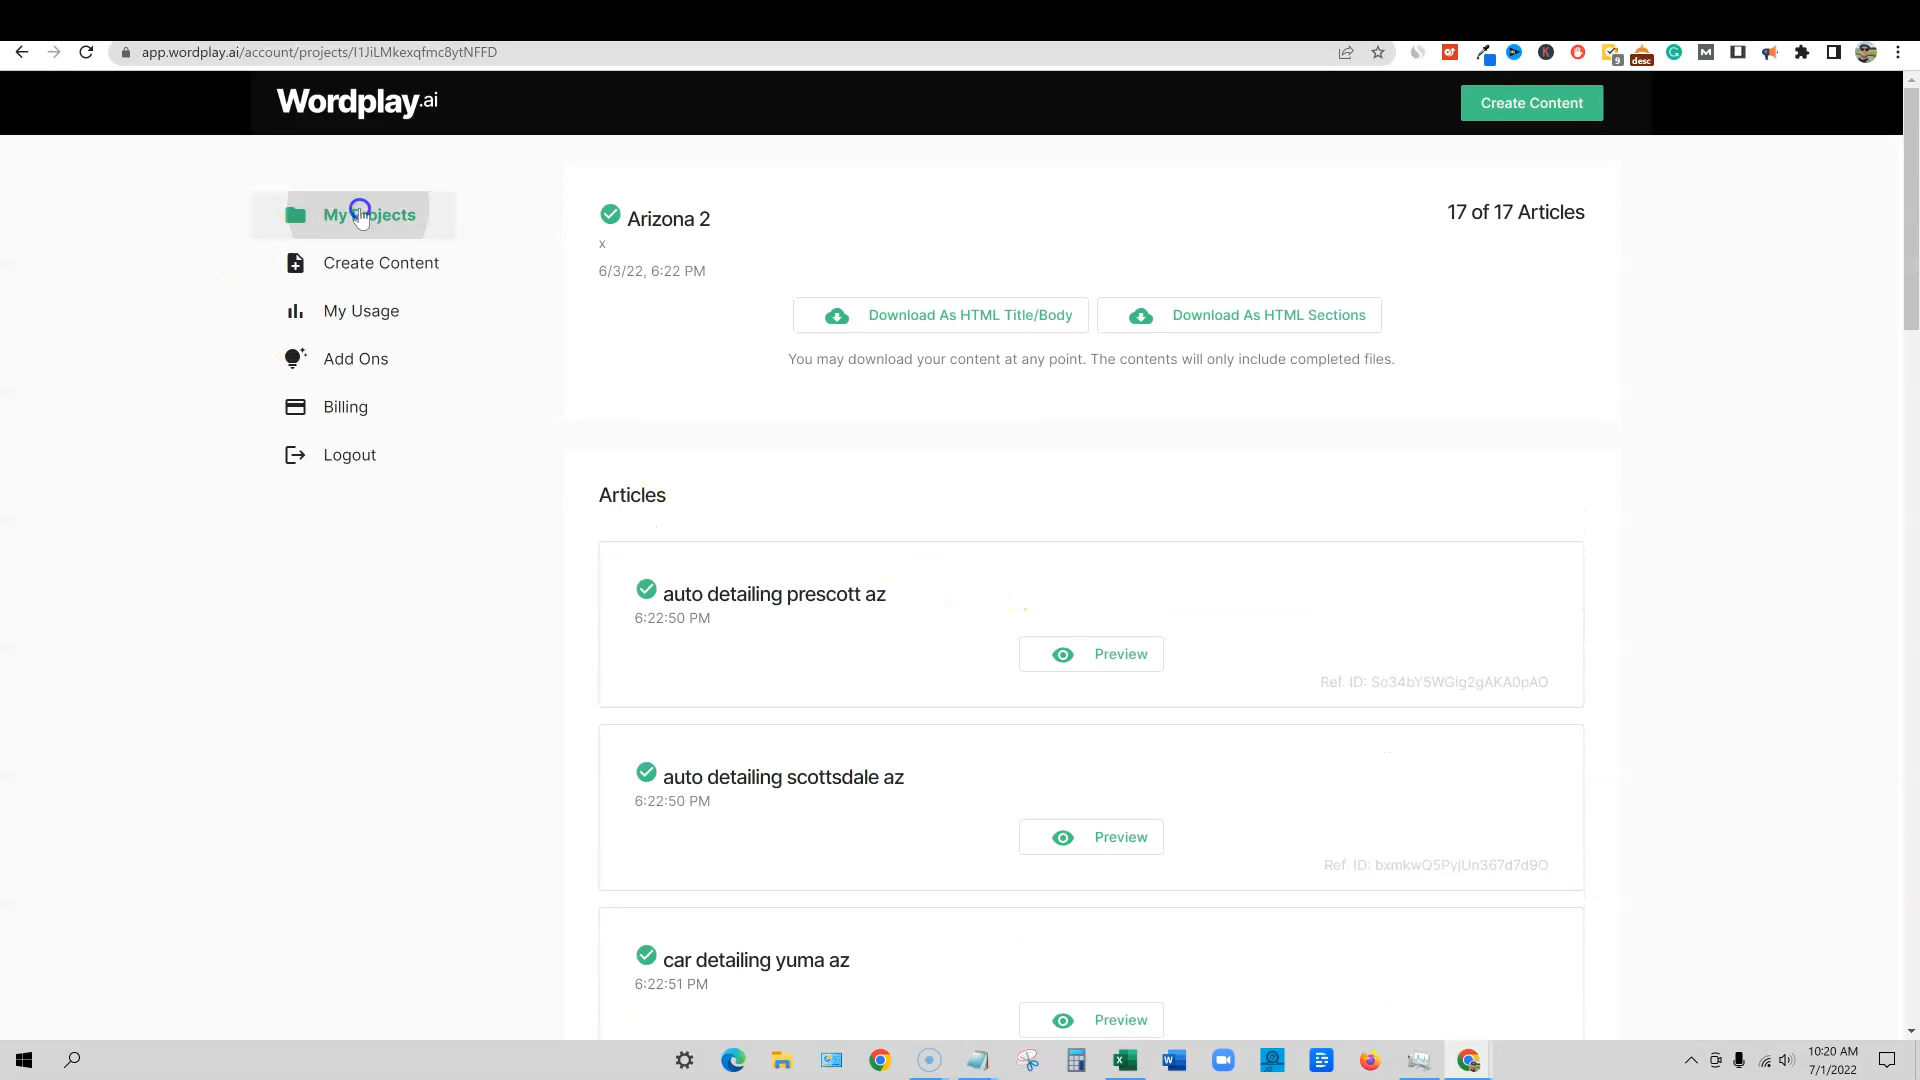 app.wordplay.ai/account/projects/I1JiLMkexqfmc8ytNFFD
9
desc
Wordplay.ai
Create Content
My Projects
Create Content
My Usage
Add Ons
Billing
Logout
Arizona 2
17 of 17 Articles
x
6/3/22, 6:22 PM
Download As HTML Title/Body
Download As HTML Sections
You may download your content at any point. The contents will only include completed files.
Articles
auto detailing prescott az
6:22:50 PM
Preview
Ref. ID: So34bY5WGig2gAKA0pAO
auto detailing scottsdale az
6:22:50 PM
Preview
Ref. ID: bxmkwQ5PyjUn367d7d9O
car detailing yuma az
6:22:51 PM
Preview
10:20 AM
7/1/2022